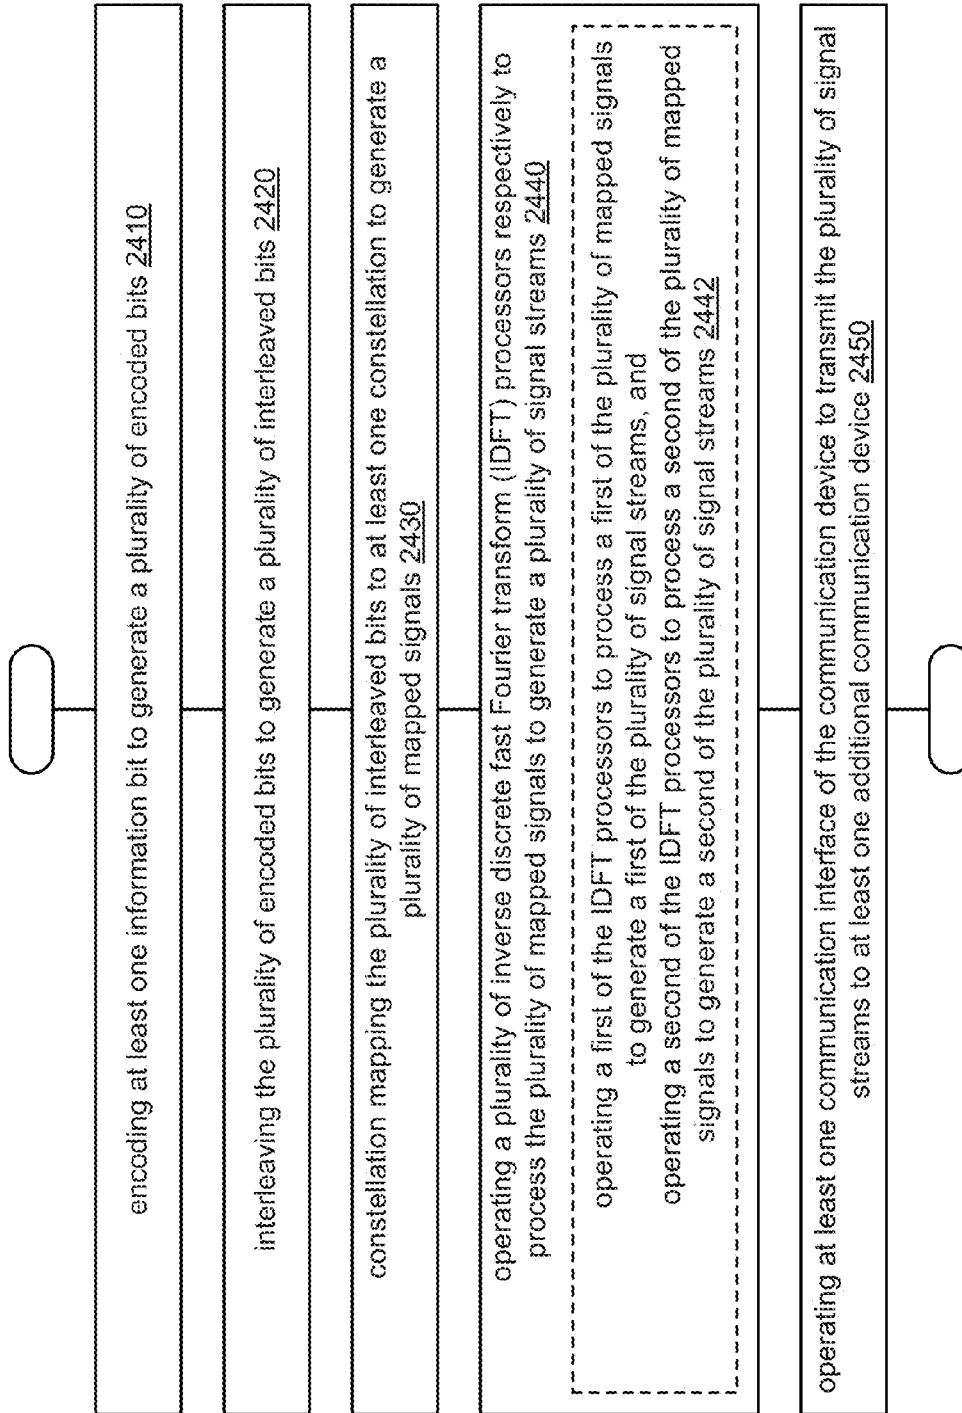 encoding at least one information bit to generate a plurality of encoded bits 2410
interleaving the plurality of encoded bits to generate a plurality of interleaved bits 2420
constellation mapping the plurality of interleaved bits to at least one constellation to generate a
plurality of mapped signals 2430
operating a plurality of inverse discrete fast Fourier transform (IDFT) processors respectively to
process the plurality of mapped signals to generate a plurality of signal streams 2440
operating a first of the IDFT processors to process a first of the plurality of mapped signals
to generate a first of the plurality of signal streams, and
operating a second of the IDFT processors to process a second of the plurality of mapped
signals to generate a second of the plurality of signal streams 2442
operating at least one communication interface of the communication device to transmit the plurality of signal
streams to at least one additional communication device 2450